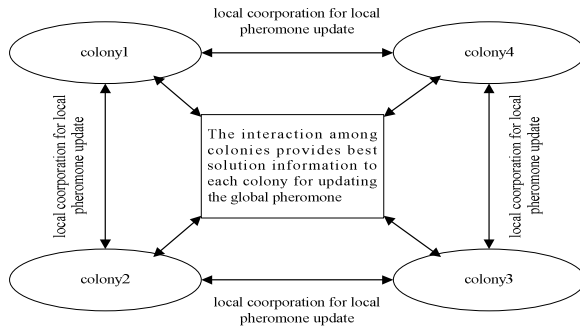 local coorporation for local
pheromone update
colony1
colony4
local coorporation for local
pheromone update
The interaction among
colonies provides best
solution information to
each colony for updating
the global pheromone
local coorporation for local
pheromone update
colony2
colony3
local coorporation for local
pheromone update